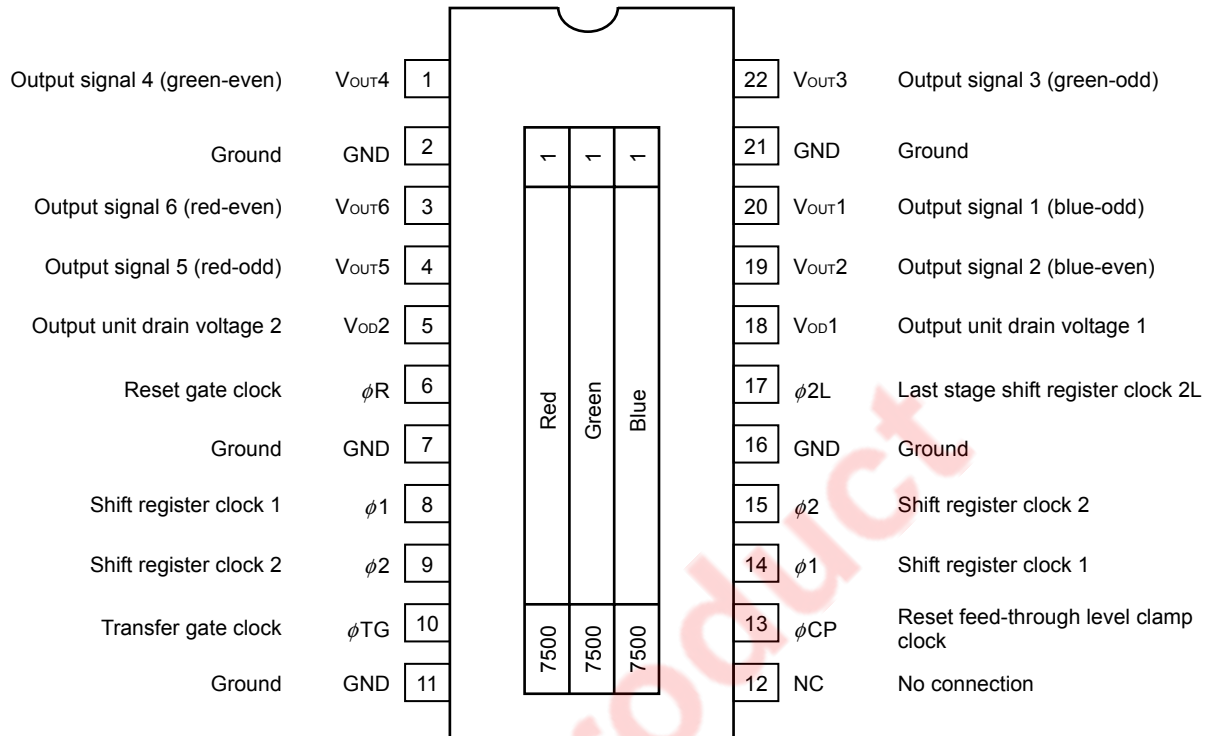 Output signal 4 (green-even) VOUT4 1
Ground GND 2
Output signal 6 (red-even) VOUT6 3
Output signal 5 (red-odd) VOUT5 4
Output unit drain voltage 2 VOD2 5
Reset gate clock ϕR 6
Ground GND 7
Shift register clock 1 ϕ1 8
Shift register clock 2 ϕ2 9
Transfer gate clock ϕTG 10
Ground GND 11
1 1 1
Red Green Blue
7500 7500 7500
22 VOUT3 Output signal 3 (green-odd)
21 GND Ground
20 VOUT1 Output signal 1 (blue-odd)
19 VOUT2 Output signal 2 (blue-even)
18 VOD1 Output unit drain voltage 1
17 ϕ2L Last stage shift register clock 2L
16 GND Ground
15 ϕ2 Shift register clock 2
14 ϕ1 Shift register clock 1
13 ϕCP Reset feed-through level clamp
clock
12 NC No connection
roduct